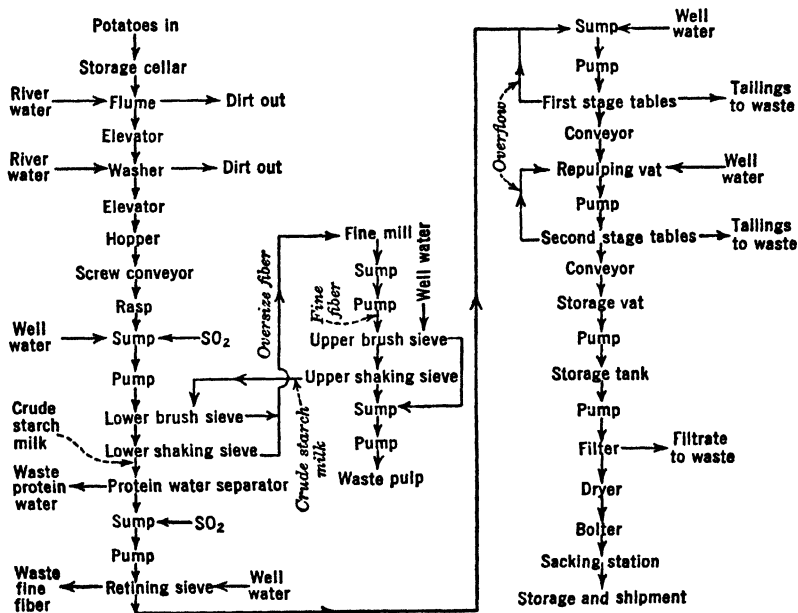 Potatoes in
Storage cellar
River
water
Flume
Dirt out
Elevator
River
water
Washer
Dirt out
Elevator
Hopper
Screw conveyor
Rasp
Well
water
Sump
SO₂
Pump
Lower brush sieve
Crude
starch
milk
Lower shaking sieve
Waste
protein
water
Protein water separator
Sump
SO₂
Pump
Waste
fine
fiber
Refining sieve
Well
water
Oversize fiber
Fine mill
Sump
Pump
Fine
fiber
Well water
Upper brush sieve
Upper shaking sieve
Sump
Pump
Waste pulp
Crude starch
milk
Sump
Well
water
Pump
First stage tables
Tailings
to waste
Overflow
Conveyor
Repulping vat
Well
water
Pump
Second stage tables
Tailings
to waste
Conveyor
Storage vat
Pump
Storage tank
Pump
Filter
Filtrate
to waste
Dryer
Bolter
Sacking station
Storage and shipment